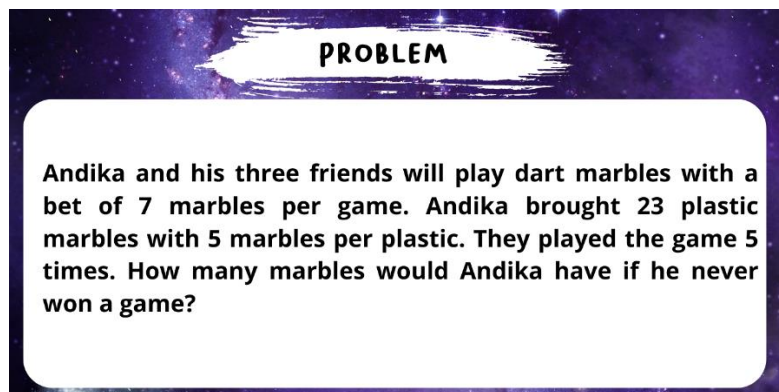 PROBLEM
Andika and his three friends will play dart marbles with a
bet of 7 marbles per game. Andika brought 23 plastic
marbles with 5 marbles per plastic. They played the game 5
times. How many marbles would Andika have if he never
won a game?